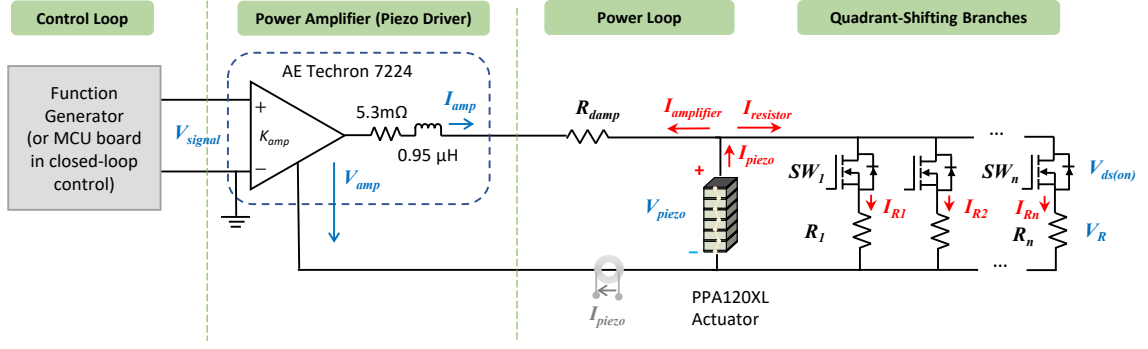 Control Loop
Power Amplifier (Piezo Driver)
Power Loop
Quadrant-Shifting Branches
AE Techron 7224
Function
Generator
(or MCU board
in closed-loop
control)
V_signal
+
−
K_amp
5.3mΩ
0.95 µH
I_amp
V_amp
R_damp
I_amplifier
I_resistor
I_piezo
+
V_piezo
−
I_piezo
PPA120XL
Actuator
...
SW_1
SW_n
V_ds(on)
I_R1
I_R2
I_Rn
R_1
R_n
V_R
...